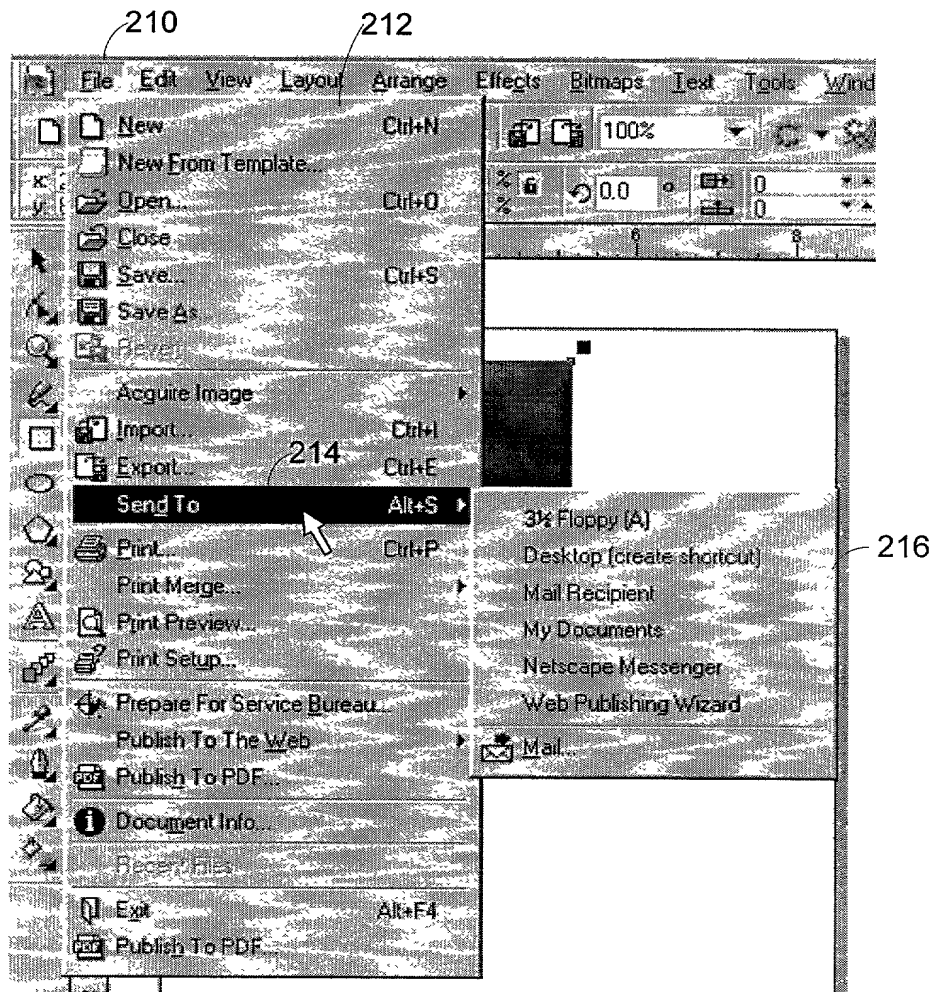 210
212
File Edit View Layout Arrange Effects Bitmaps Text Tools Wind
New Ctrl+N
100%
New From Template...
x:
y:
%
%
0.0
0
0
Open... Ctrl+O
Close
6
8
Save... Ctrl+S
Save As...
Revert
Acquire Image
Import... Ctrl+I
214
Export... Ctrl+E
Send To Alt+S
3½ Floppy (A)
216
Print... Ctrl+P
Desktop (create shortcut)
Print Merge...
Mail Recipient
Print Preview...
My Documents
Print Setup...
Netscape Messenger
Prepare For Service Bureau...
Web Publishing Wizard
Publish To The Web
Mail...
PDF Publish To PDF...
Document Info...
Recent Files
Exit Alt+F4
PDF Publish To PDF...